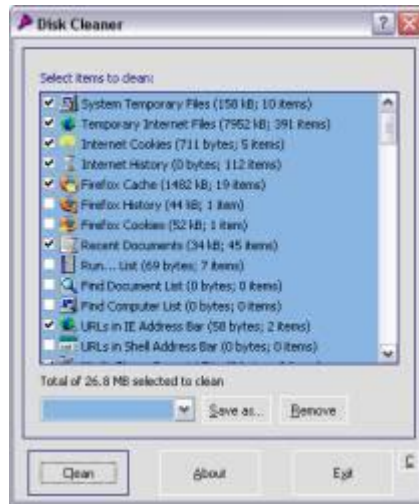 Disk Cleaner
Select items to clean:
System Temporary Files (158 kB; 10 items)
Temporary Internet Files (7952 kB; 391 items)
Internet Cookies (711 bytes; 5 items)
Internet History (0 bytes; 112 items)
Firefox Cache (1482 kB; 19 items)
Firefox History (44 kB; 1 item)
Firefox Cookies (52 kB; 1 item)
Recent Documents (34 kB; 45 items)
Run... List (69 bytes; 7 items)
Find Document List (0 bytes; 0 items)
Find Computer List (0 bytes; 0 items)
URLs in IE Address Bar (58 bytes; 2 items)
URLs in Shell Address Bar (0 bytes; 0 items)
Total of 26.8 MB selected to clean
Save as... Remove
Clean About Exit